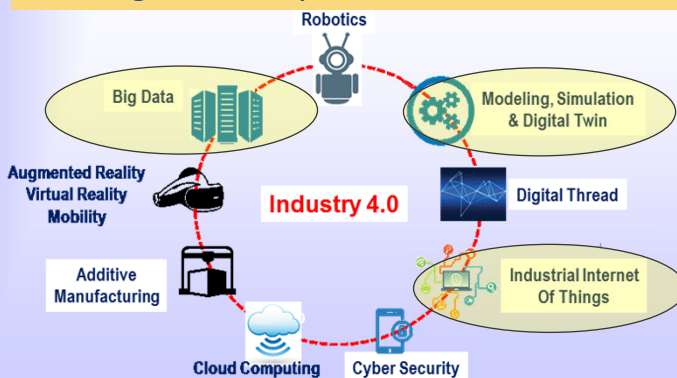 Robotics
Big Data
Modeling, Simulation
& Digital Twin
Augmented Reality
Virtual Reality
Mobility
Industry 4.0
Digital Thread
Additive
Manufacturing
Industrial Internet
Of Things
Cloud Computing
Cyber Security